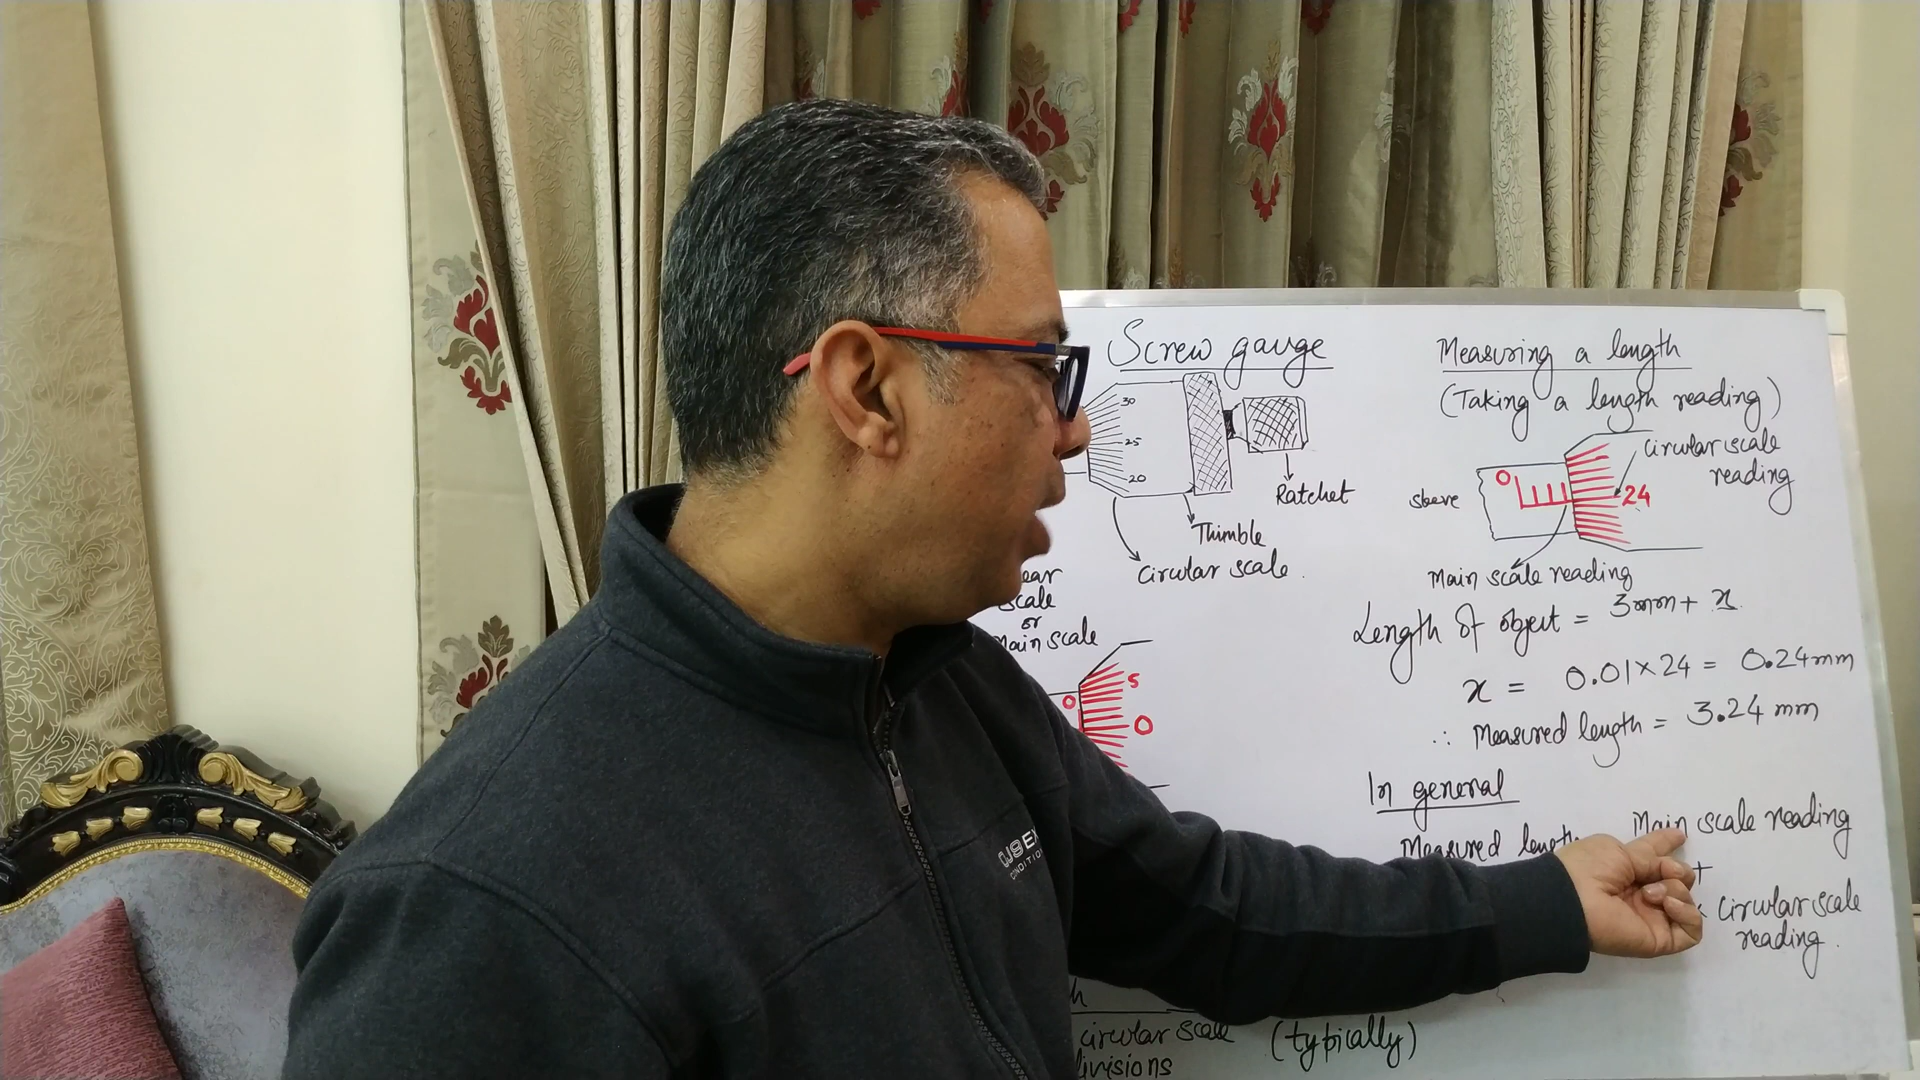 Screw gauge
30
25
20
Ratchet
Thimble
Circular scale.
scale
or
Main scale
0
5
0
circular scale (typically)
Measuring a length
(Taking a length reading)
Circular scale
reading
sleeve
0
24
Main scale reading
Length of object = 3mm + x
x = 0.01 × 24 = 0.24mm
∴ Measured length = 3.24 mm
In general
Measured length
Main scale reading
+
× Circular scale
reading.